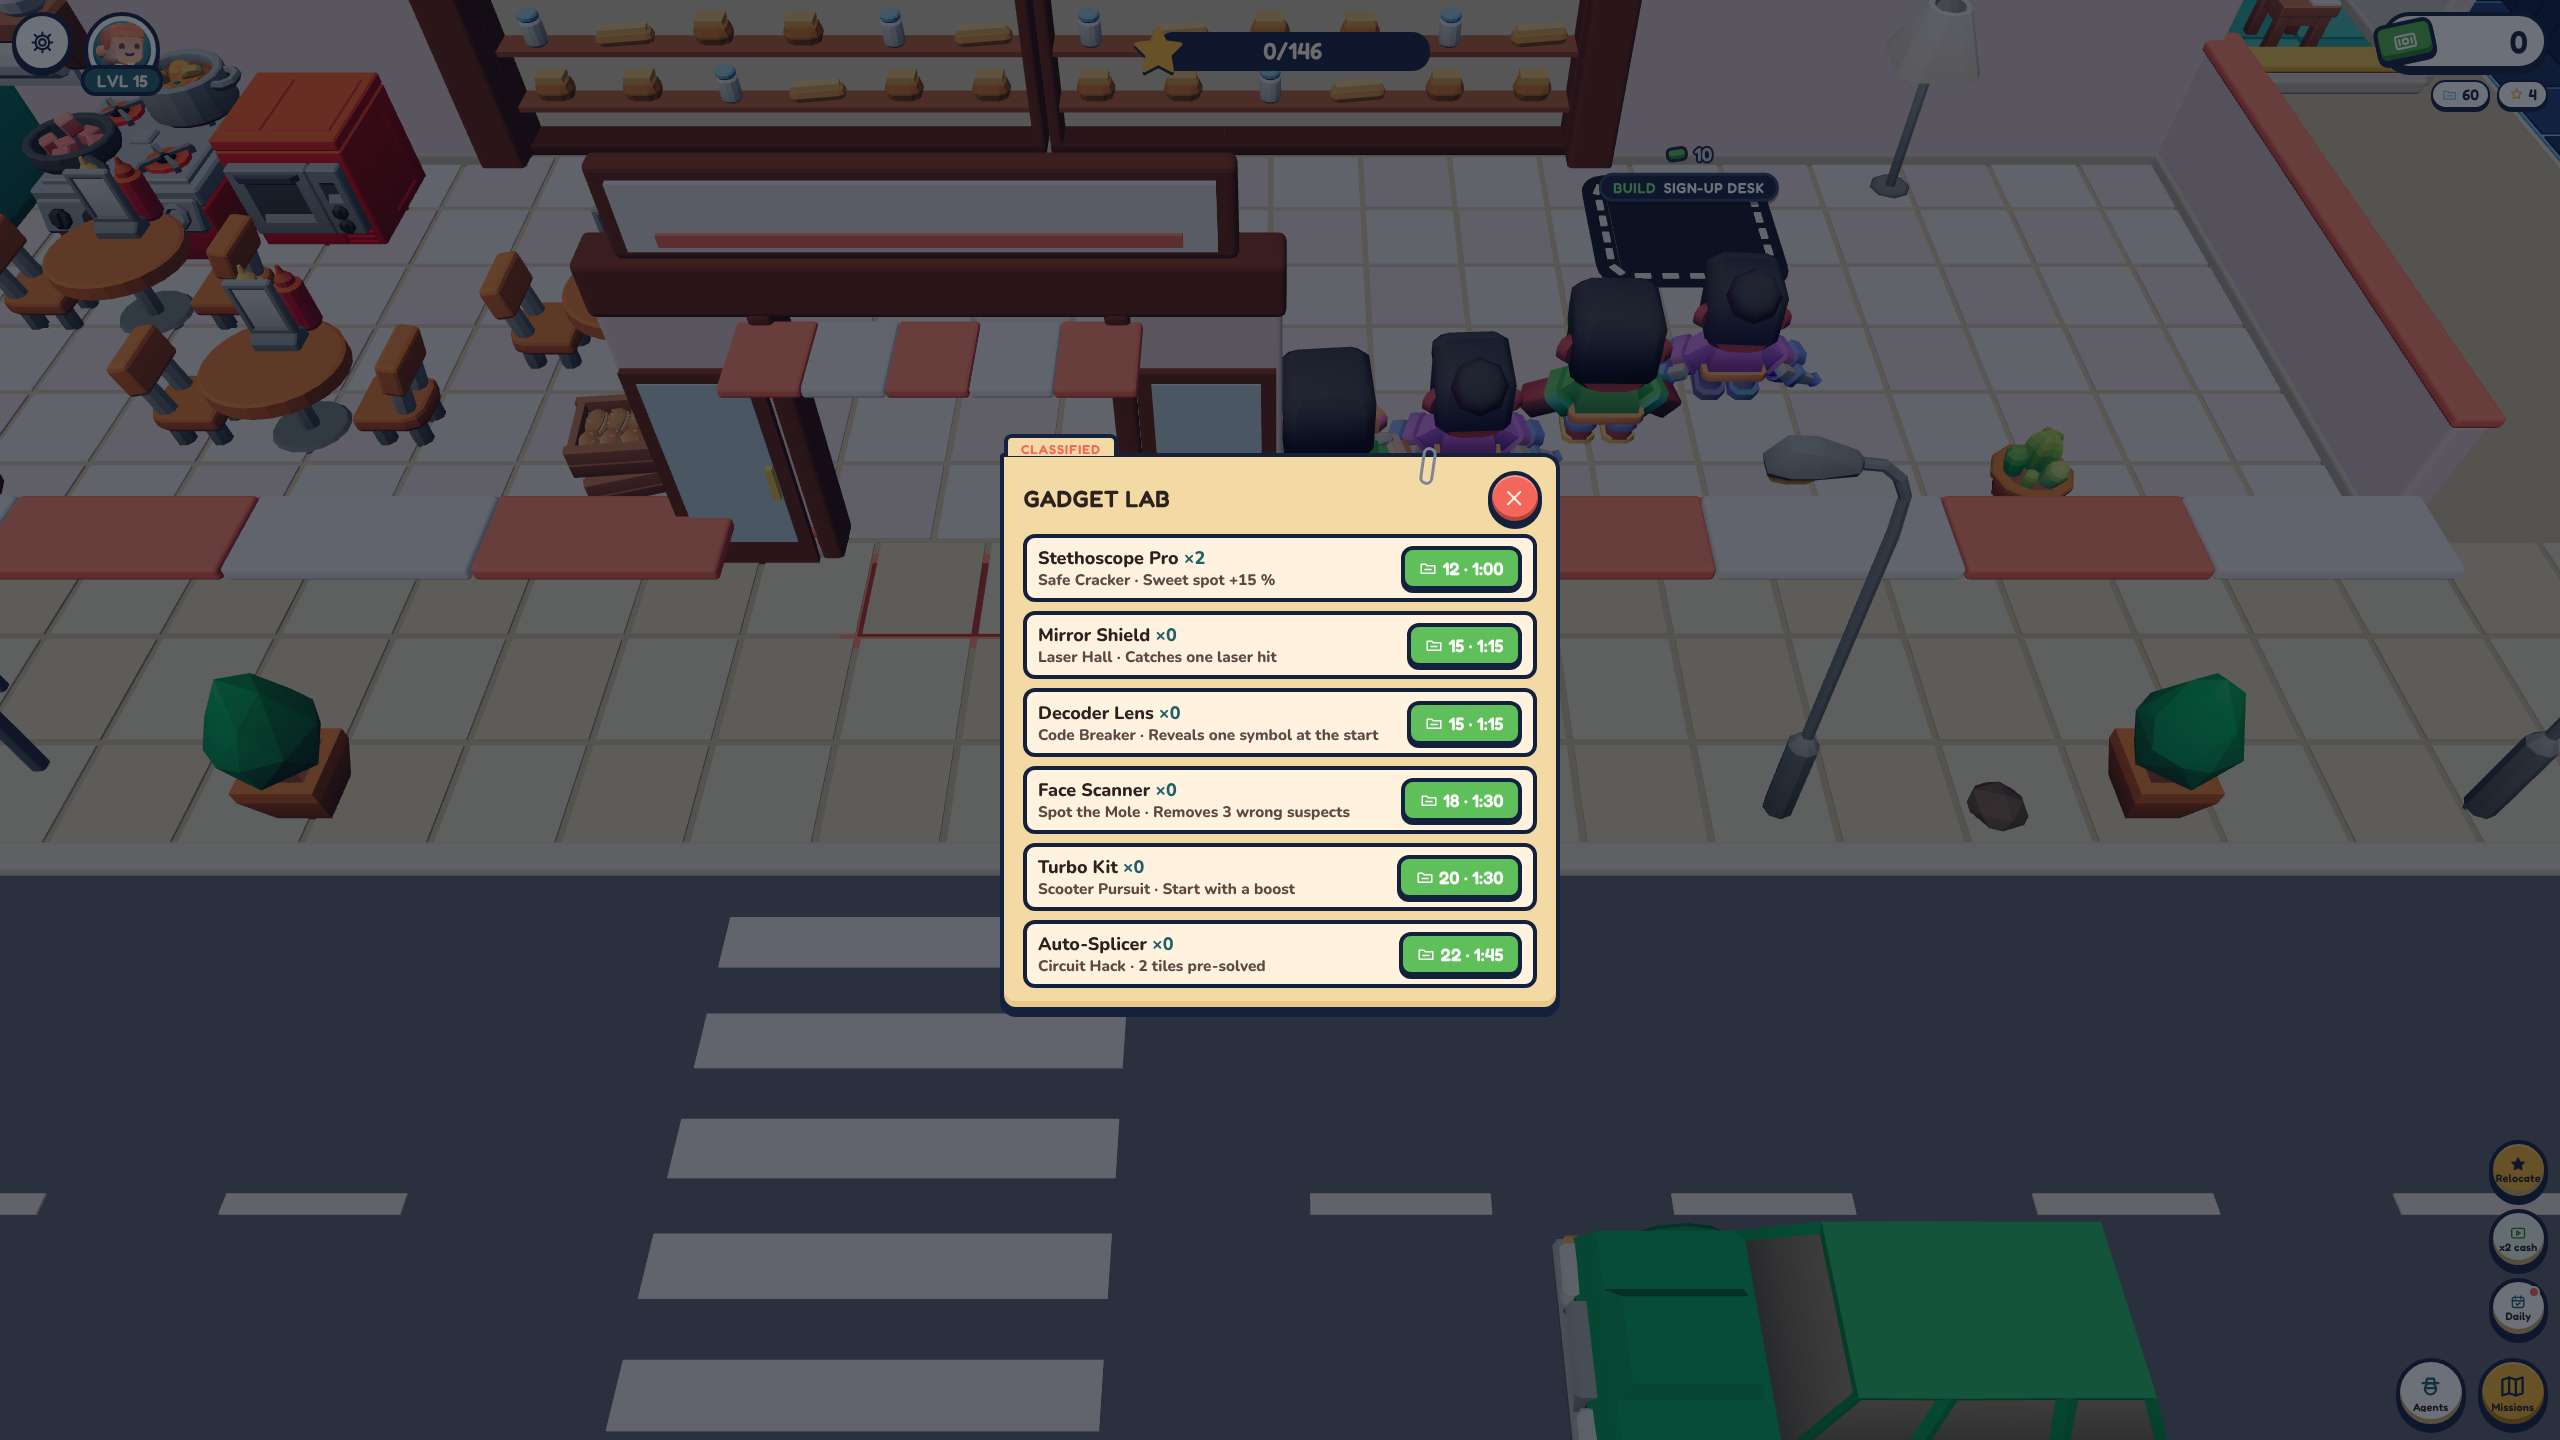 LVL 15
0/146
0
60
4
10
BUILD SIGN-UP DESK
CLASSIFIED
GADGET LAB
Stethoscope Pro ×2
Safe Cracker · Sweet spot +15 %
12 · 1:00
Mirror Shield ×0
Laser Hall · Catches one laser hit
15 · 1:15
Decoder Lens ×0
Code Breaker · Reveals one symbol at the start
15 · 1:15
Face Scanner ×0
Spot the Mole · Removes 3 wrong suspects
18 · 1:30
Turbo Kit ×0
Scooter Pursuit · Start with a boost
20 · 1:30
Auto-Splicer ×0
Circuit Hack · 2 tiles pre-solved
22 · 1:45
Relocate
x2 cash
Daily
Agents
Missions